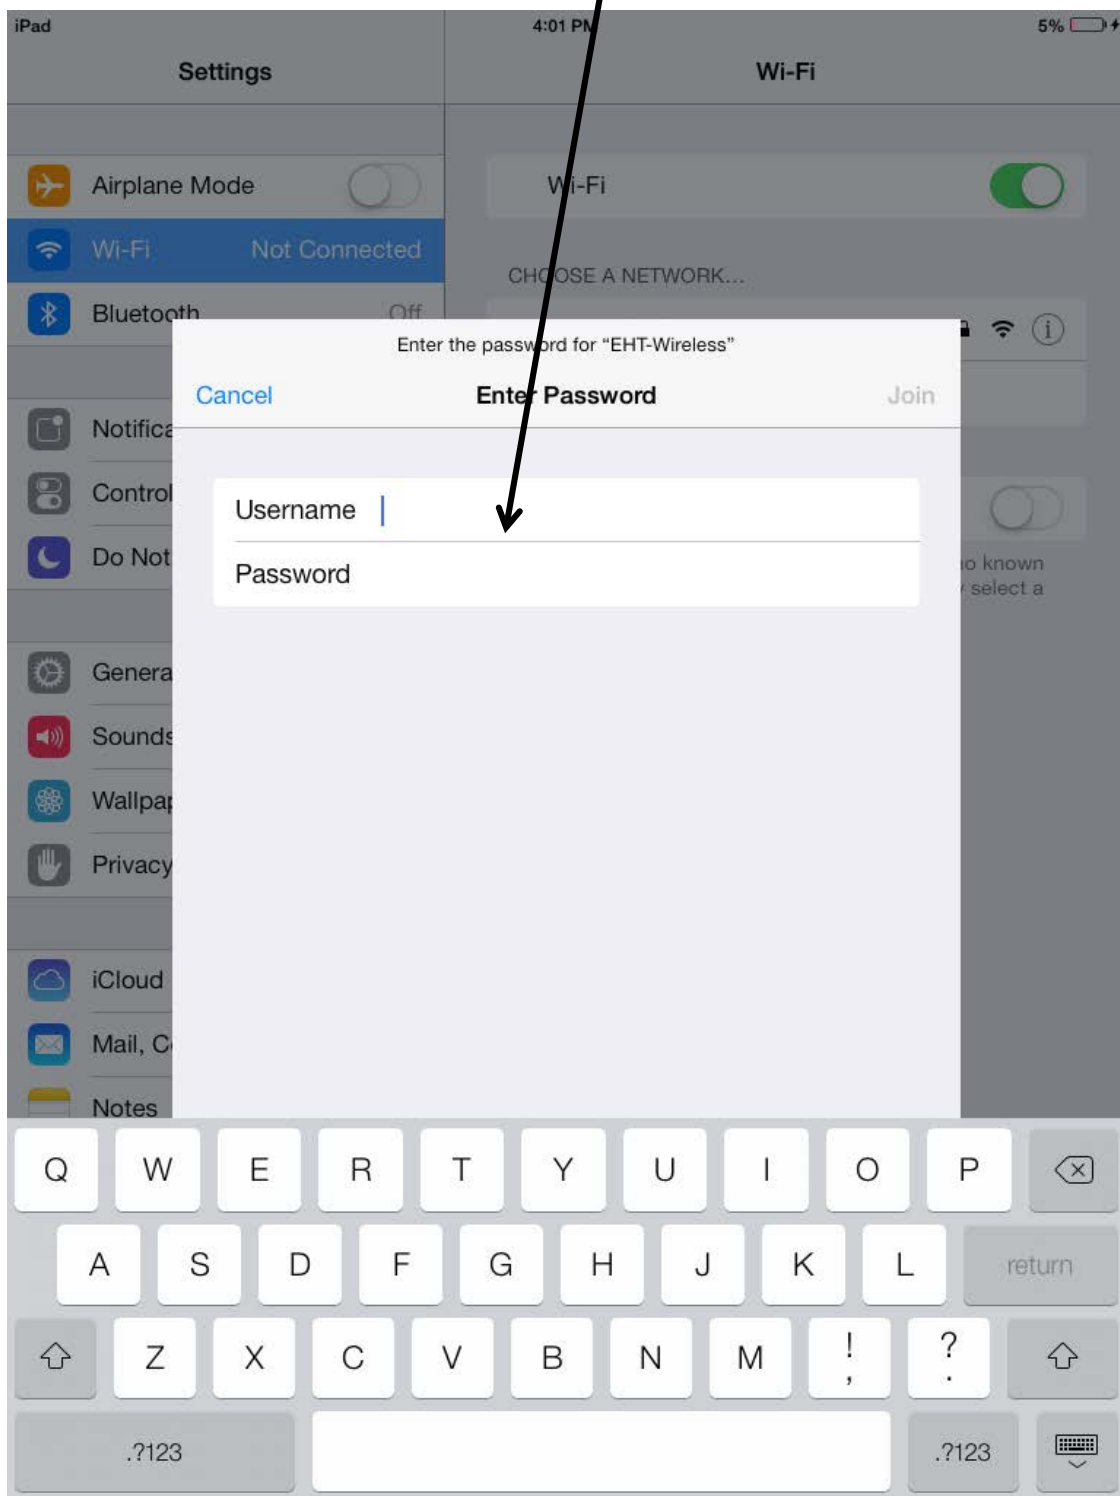 iPad 4:01 PM 5%
Settings Wi-Fi
Airplane Mode Wi-Fi
Wi-Fi Not Connected
CHOOSE A NETWORK...
Bluetooth Off
Enter the password for “EHT-Wireless”
Cancel Enter Password Join
Notifica
Control
Username
Do Not
Password
no known
select a
Genera
Sounds
Wallpap
Privacy
iCloud
Mail, C
Notes
Q W E R T Y U I O P
A S D F G H J K L return
Z X C V B N M ! , ? .
.?123 .?123